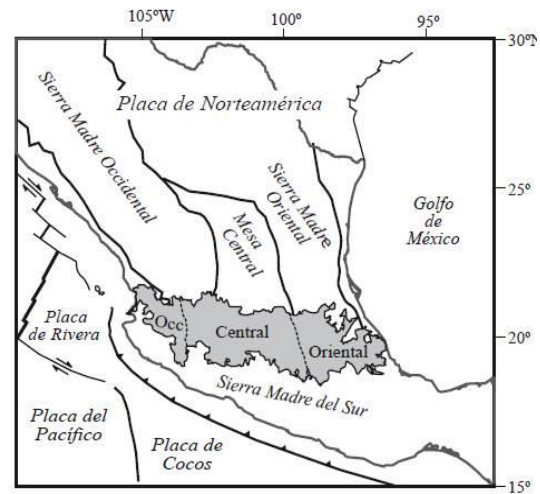 105ºW
100º
95º
30ºN
25º
20º
15º
Placa de Norteamérica
Sierra Madre Occidental
Mesa
Central
Sierra Madre
Oriental
Golfo
de
México
Placa
de Rivera
Occ
Central
Oriental
Sierra Madre del Sur
Placa del
Pacífico
Placa de
Cocos